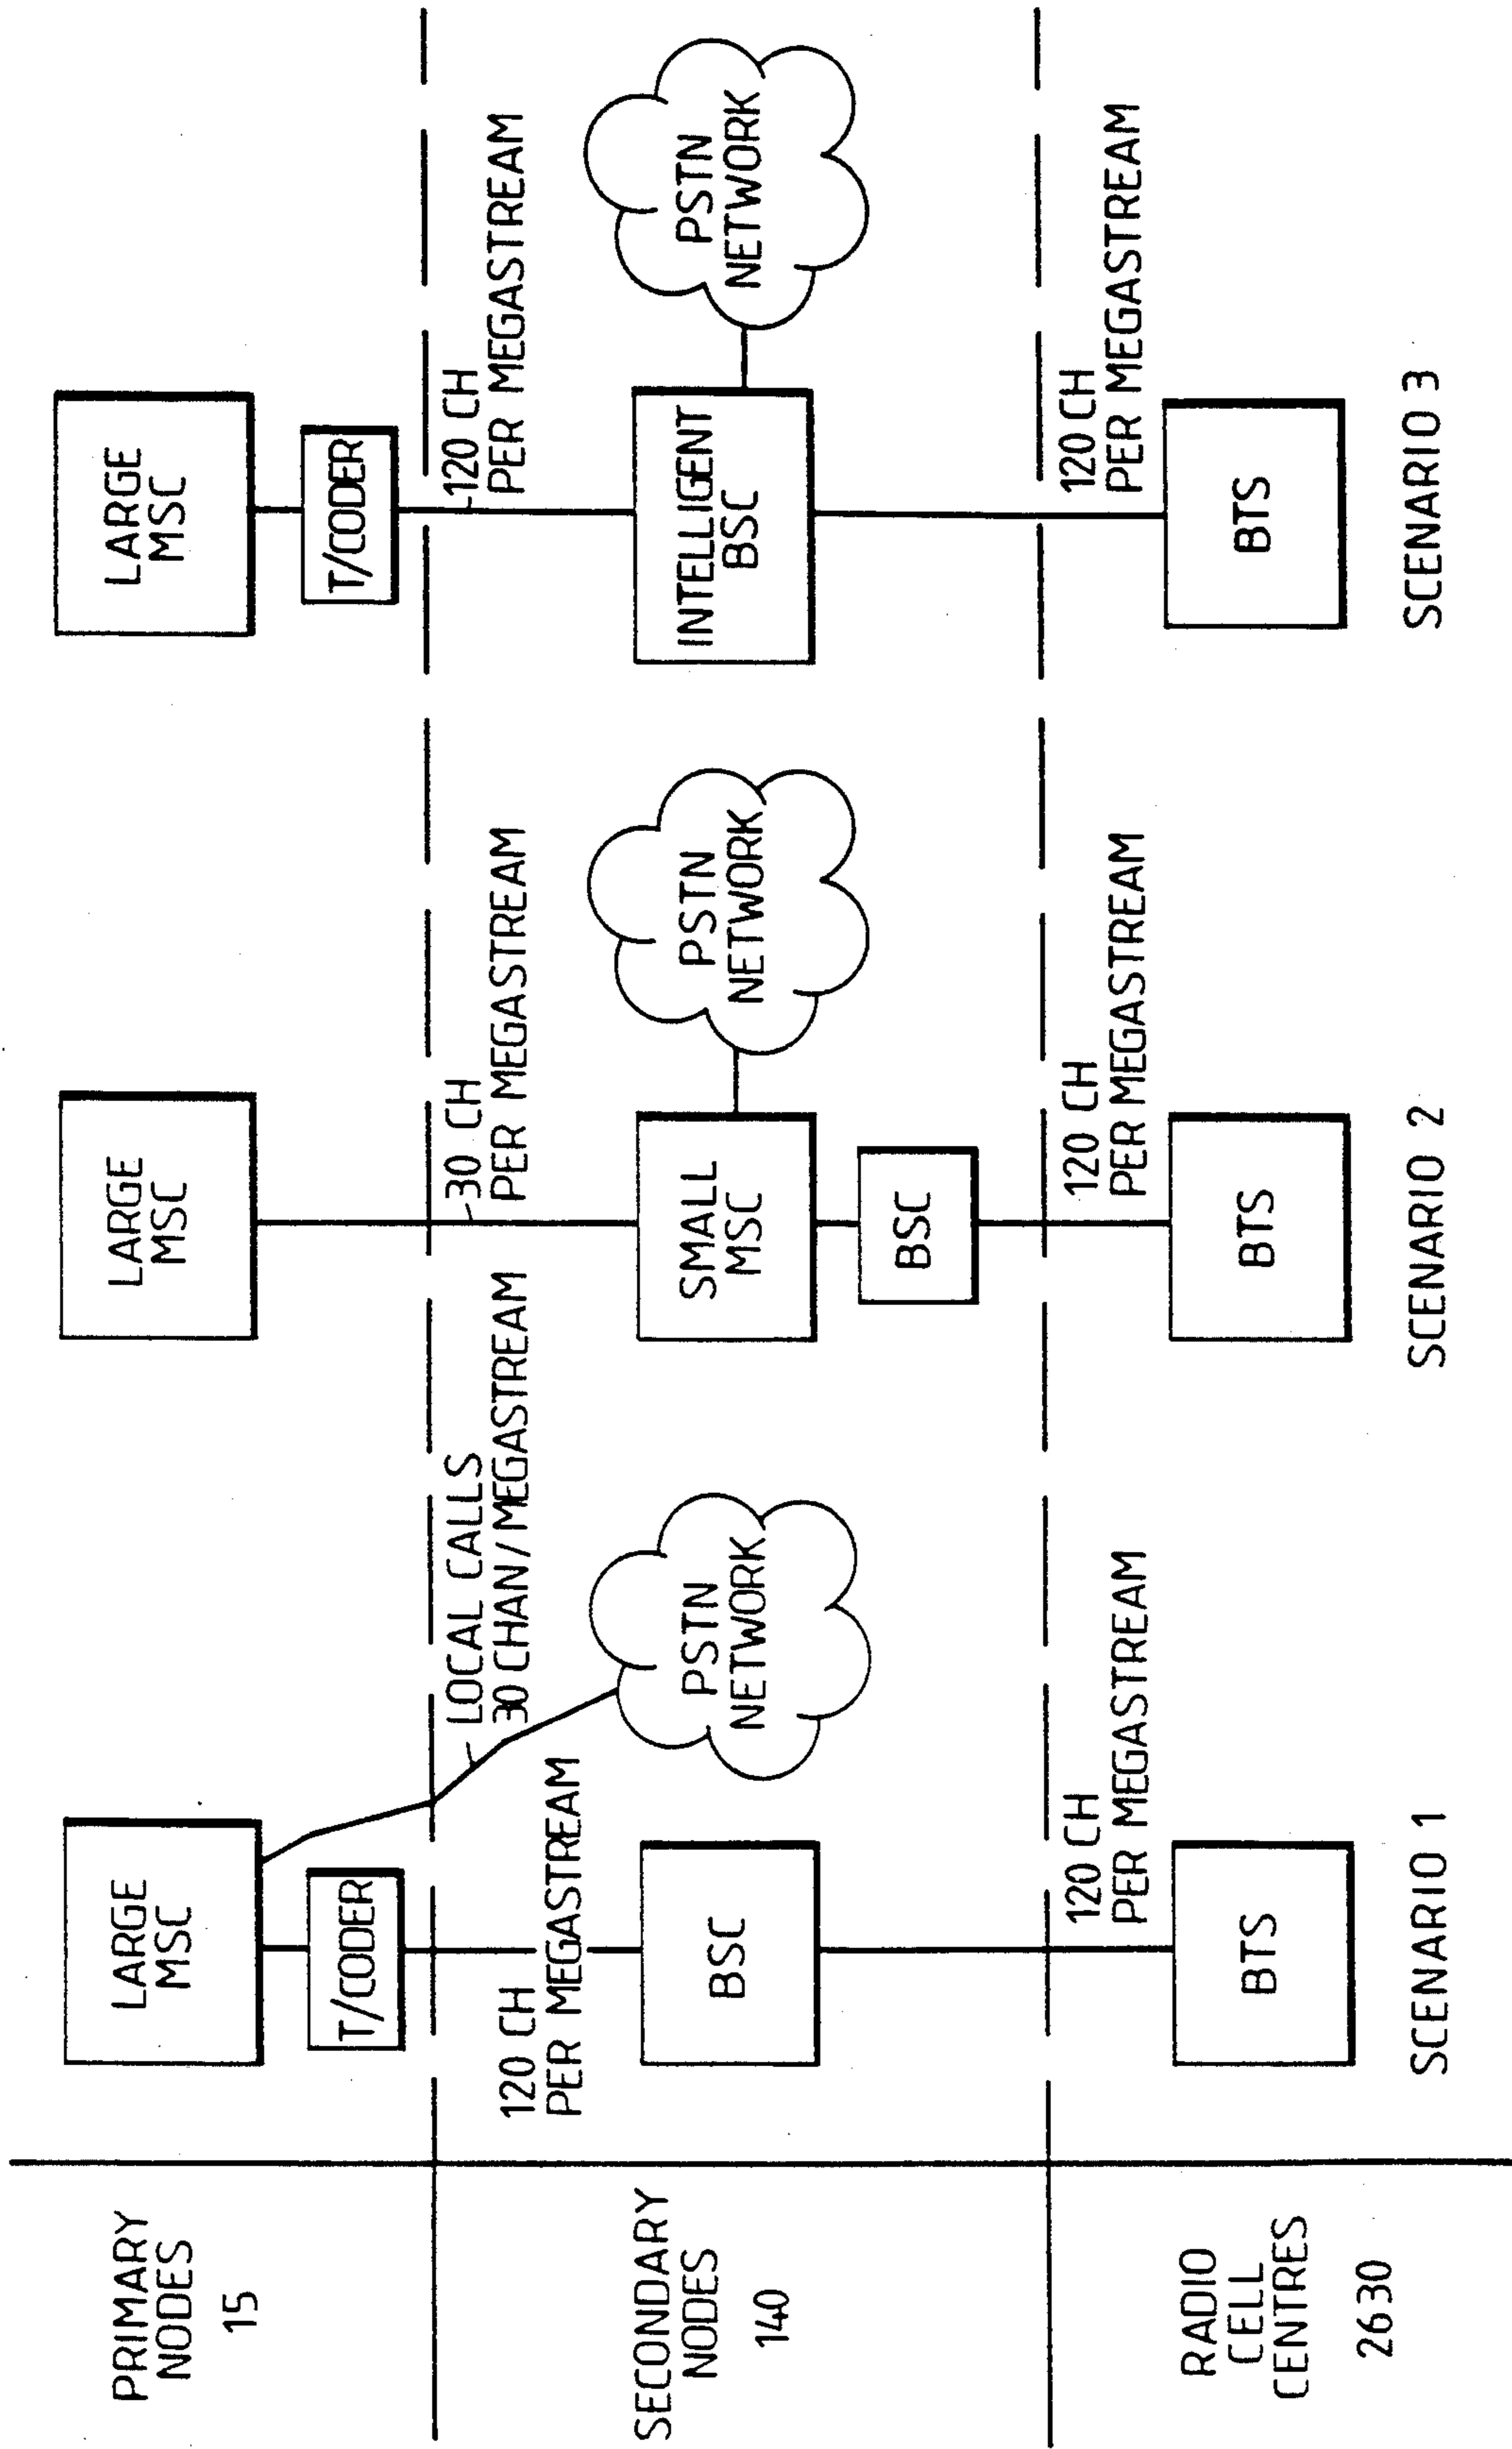 PRIMARY
NODES
15
LARGE
MSC
T/CODER
LARGE
MSC
LARGE
MSC
T/CODER
SECONDARY
NODES
140
120 CH
PER MEGASTREAM
LOCAL CALLS
30 CHAN/MEGASTREAM
BSC
PSTN
NETWORK
30 CH
PER MEGASTREAM
SMALL
MSC
BSC
PSTN
NETWORK
120 CH
PER MEGASTREAM
INTELLIGENT
BSC
PSTN
NETWORK
RADIO
CELL
CENTRES
2630
120 CH
PER MEGASTREAM
BTS
120 CH
PER MEGASTREAM
BTS
120 CH
PER MEGASTREAM
BTS
SCENARIO 1
SCENARIO 2
SCENARIO 3